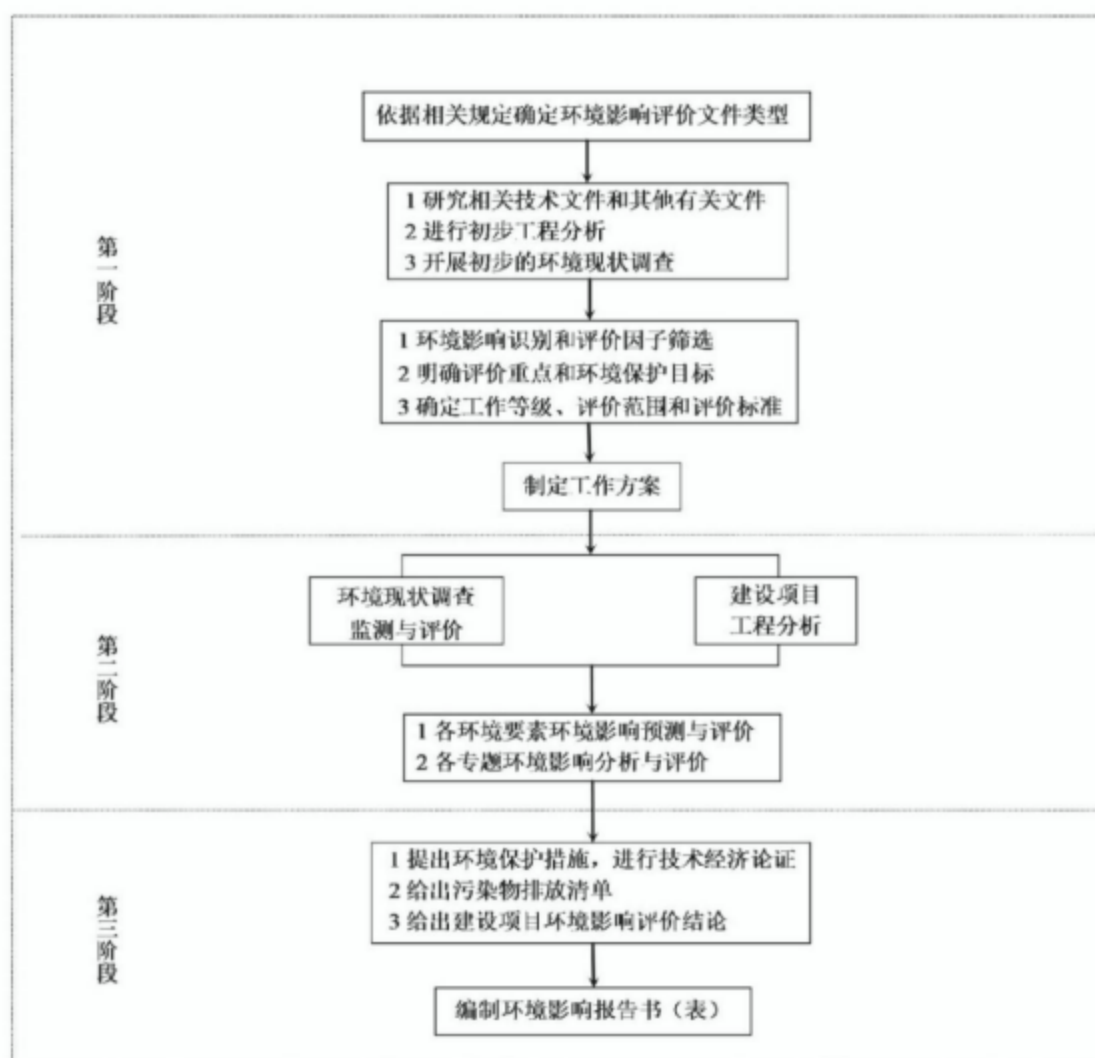 依据相关规定确定环境影响评价文件类型
1 研究相关技术文件和其他有关文件
2 进行初步工程分析
3 开展初步的环境现状调查
第一阶段
1 环境影响识别和评价因子筛选
2 明确评价重点和环境保护目标
3 确定工作等级、评价范围和评价标准
制定工作方案
第二阶段
环境现状调查
监测与评价
建设项目
工程分析
1 各环境要素环境影响预测与评价
2 各专题环境影响分析与评价
第三阶段
1 提出环境保护措施，进行技术经济论证
2 给出污染物排放清单
3 给出建设项目环境影响评价结论
编制环境影响报告书（表）